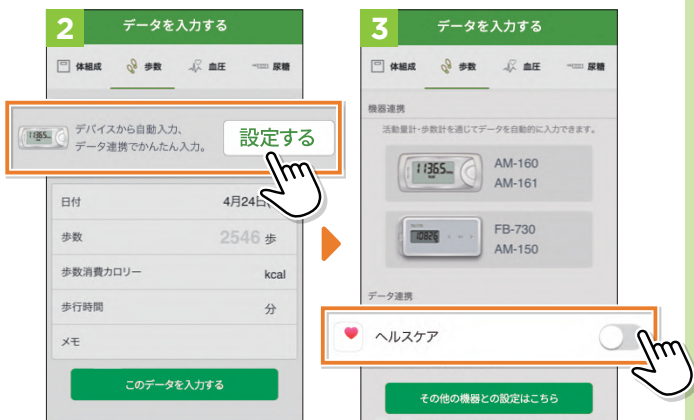 2
データを入力する
体組成 歩数 血圧 尿糖
デバイスから自動入力、
データ連携でかんたん入力。
設定する
日付 4月24日
歩数 2546 歩
歩数消費カロリー kcal
歩行時間 分
メモ
このデータを入力する
3
データを入力する
体組成 歩数 血圧 尿糖
機器連携
活動量計・歩数計を通じてデータを自動的に入力できます。
11365
AM-160
AM-161
10826
FB-730
AM-150
データ連携
ヘルスケア
その他の機器との設定はこちら